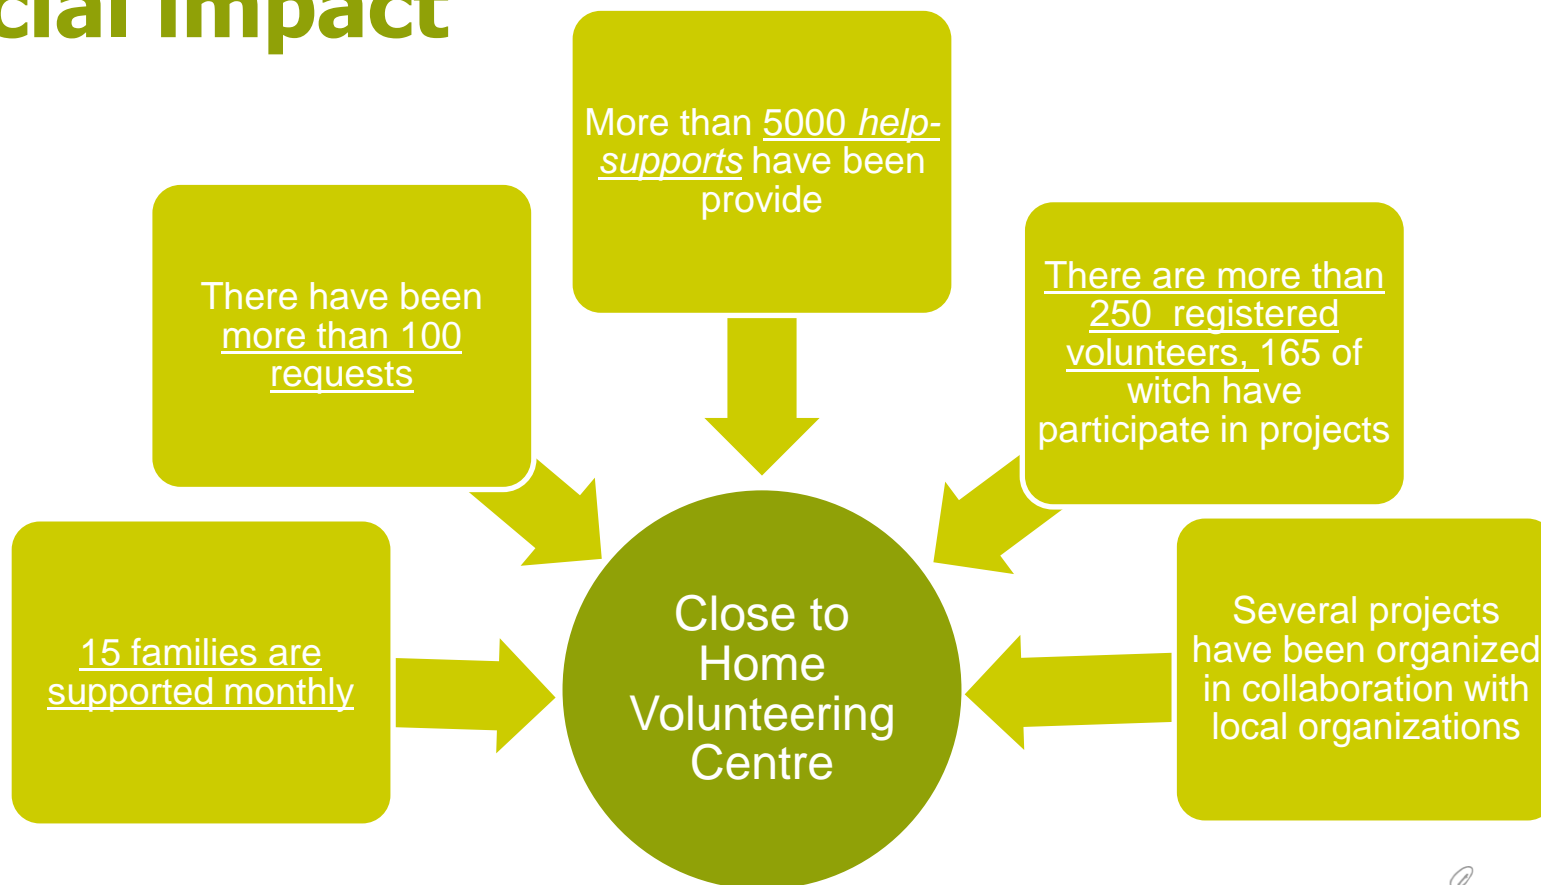 cial impact
More than 5000 help-
supports have been
provide
There have been
more than 100
requests
There are more than
250 registered
volunteers, 165 of
witch have
participate in projects
15 families are
supported monthly
Close to
Home
Volunteering
Centre
Several projects
have been organized
in collaboration with
local organizations